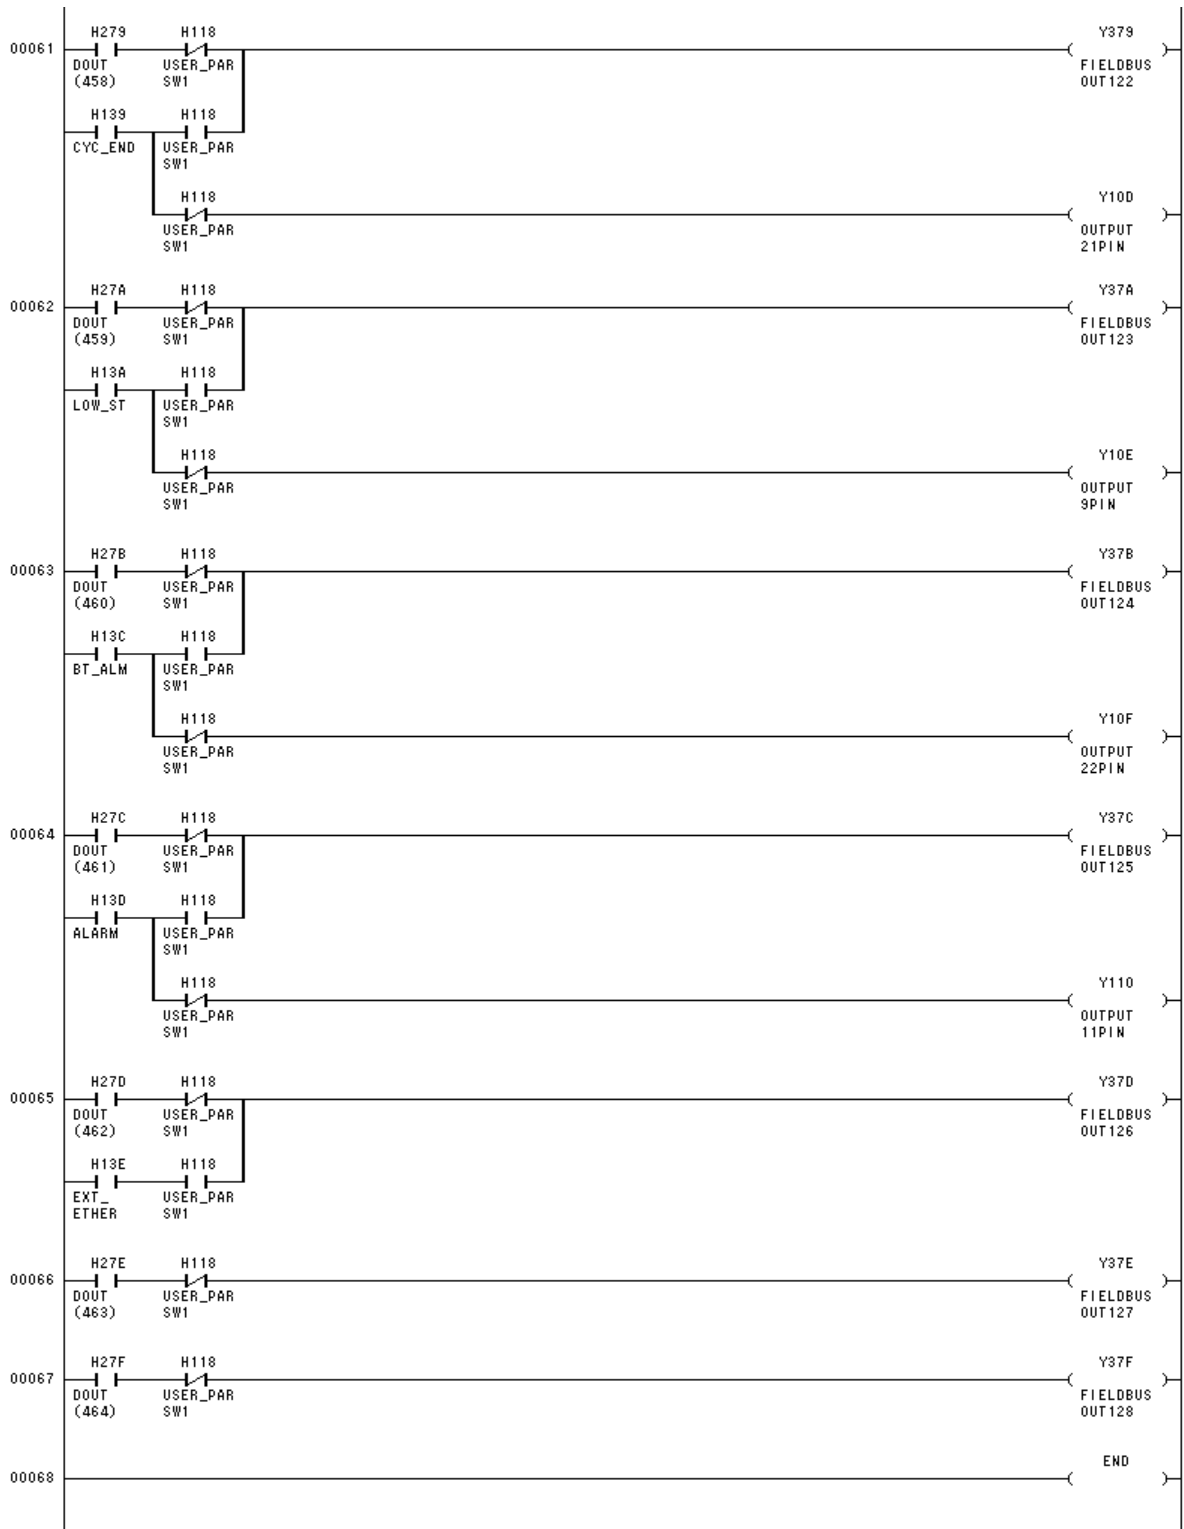 H279 H118 Y379
00061
DOUT USER_PAR FIELDBUS
(458) SW1 OUT122
H139 H118
CYC_END USER_PAR
SW1
H118 Y10D
USER_PAR OUTPUT
SW1 21PIN
H27A H118 Y37A
00062
DOUT USER_PAR FIELDBUS
(459) SW1 OUT123
H13A H118
LOW_ST USER_PAR
SW1
H118 Y10E
USER_PAR OUTPUT
SW1 9PIN
H27B H118 Y37B
00063
DOUT USER_PAR FIELDBUS
(460) SW1 OUT124
H13C H118
BT_ALM USER_PAR
SW1
H118 Y10F
USER_PAR OUTPUT
SW1 22PIN
H27C H118 Y37C
00064
DOUT USER_PAR FIELDBUS
(461) SW1 OUT125
H13D H118
ALARM USER_PAR
SW1
H118 Y110
USER_PAR OUTPUT
SW1 11PIN
H27D H118 Y37D
00065
DOUT USER_PAR FIELDBUS
(462) SW1 OUT126
H13E H118
EXT_ USER_PAR
ETHER SW1
H27E H118 Y37E
00066
DOUT USER_PAR FIELDBUS
(463) SW1 OUT127
H27F H118 Y37F
00067
DOUT USER_PAR FIELDBUS
(464) SW1 OUT128
END
00068